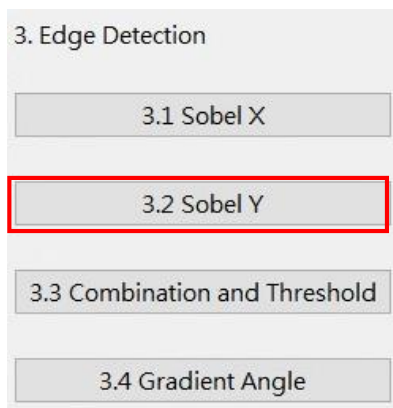 3. Edge Detection
3.1 Sobel X
3.2 Sobel Y
3.3 Combination and Threshold
3.4 Gradient Angle